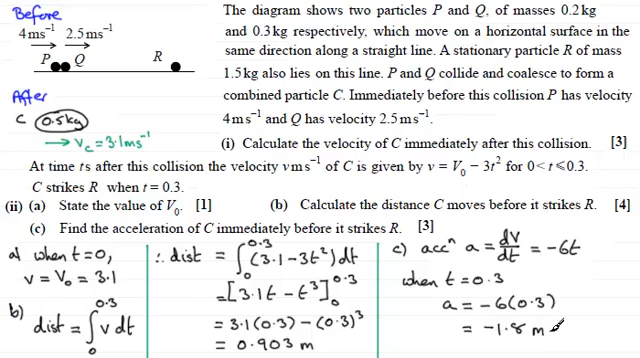 Before
4ms⁻¹ 2.5ms⁻¹
P Q R
After
C 0.5kg
→ v_c = 3.1ms⁻¹
The diagram shows two particles P and Q, of masses 0.2 kg
and 0.3 kg respectively, which move on a horizontal surface in the
same direction along a straight line. A stationary particle R of mass
1.5 kg also lies on this line. P and Q collide and coalesce to form a
combined particle C. Immediately before this collision P has velocity
4 m s⁻¹ and Q has velocity 2.5 m s⁻¹.
(i) Calculate the velocity of C immediately after this collision. [3]
At time t s after this collision the velocity v m s⁻¹ of C is given by v = V₀ − 3t² for 0 < t ⩽ 0.3.
C strikes R when t = 0.3.
(ii) (a) State the value of V₀. [1] (b) Calculate the distance C moves before it strikes R. [4]
(c) Find the acceleration of C immediately before it strikes R. [3]
a) when t = 0,
v = V₀ = 3.1
b) dist = ∫₀^0.3 v dt
∴ dist = ∫₀^0.3 (3.1 - 3t²) dt
= [3.1t - t³]₀^0.3
= 3.1(0.3) - (0.3)³
= 0.903 m
c) accⁿ a = dv/dt = -6t
when t = 0.3
a = -6(0.3)
= -1.8 m